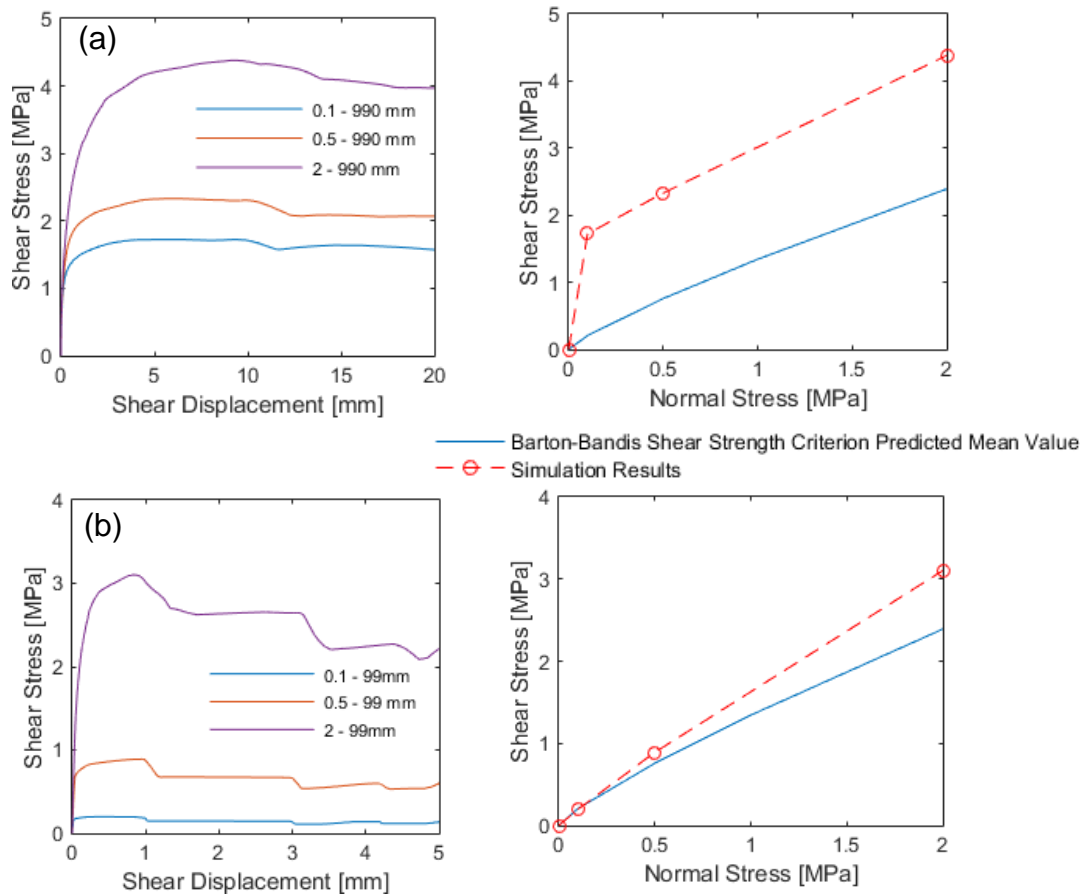 (a)
Shear Stress [MPa]
5
4
3
2
1
0
0.1 - 990 mm
0.5 - 990 mm
2 - 990 mm
0 5 10 15 20
Shear Displacement [mm]
Shear Stress [MPa]
5
4
3
2
1
0
0 0.5 1 1.5 2
Normal Stress [MPa]
Barton-Bandis Shear Strength Criterion Predicted Mean Value
Simulation Results
(b)
Shear Stress [MPa]
4
3
2
1
0
0.1 - 99mm
0.5 - 99 mm
2 - 99mm
0 1 2 3 4 5
Shear Displacement [mm]
Shear Stress [MPa]
4
3
2
1
0
0 0.5 1 1.5 2
Normal Stress [MPa]